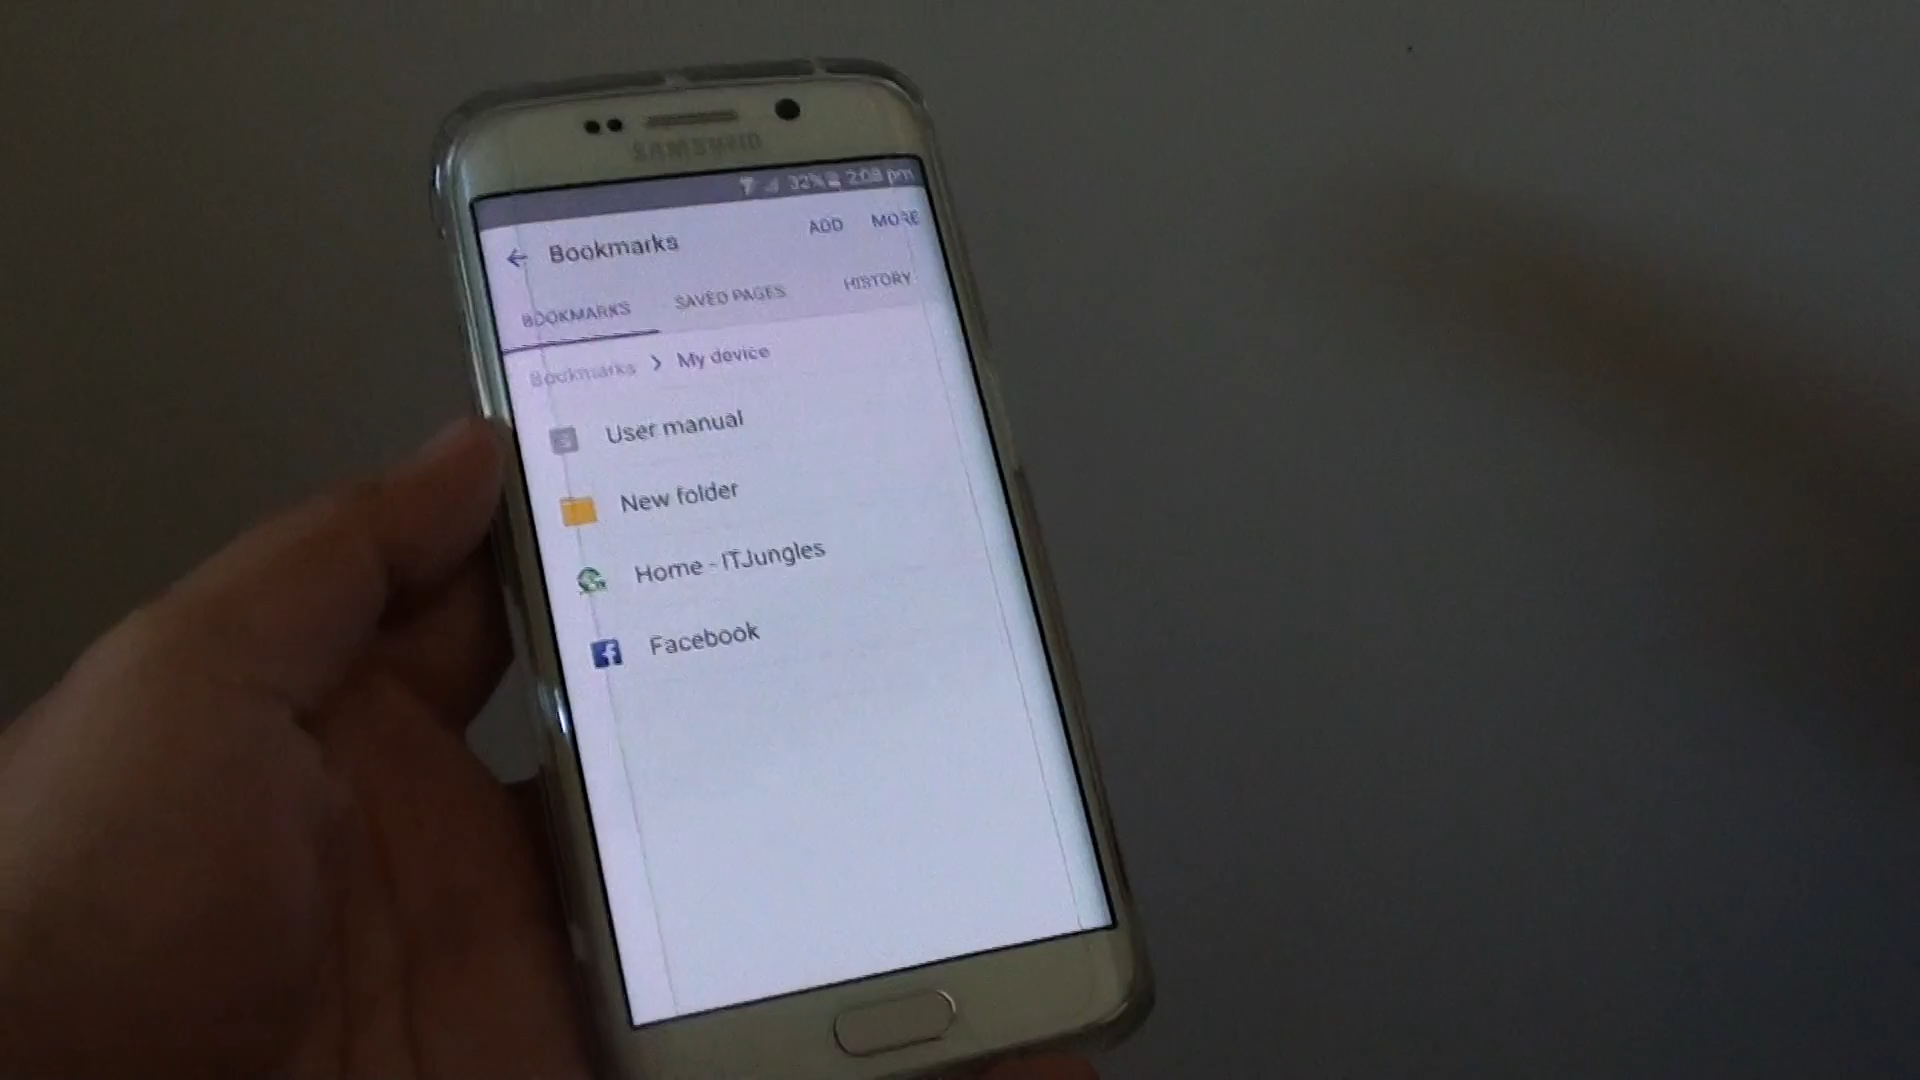 SAMSUNG
32% 2:08 pm
Bookmarks ADD MORE
BOOKMARKS SAVED PAGES HISTORY
Bookmarks > My device
User manual
New folder
Home - ITJungles
Facebook